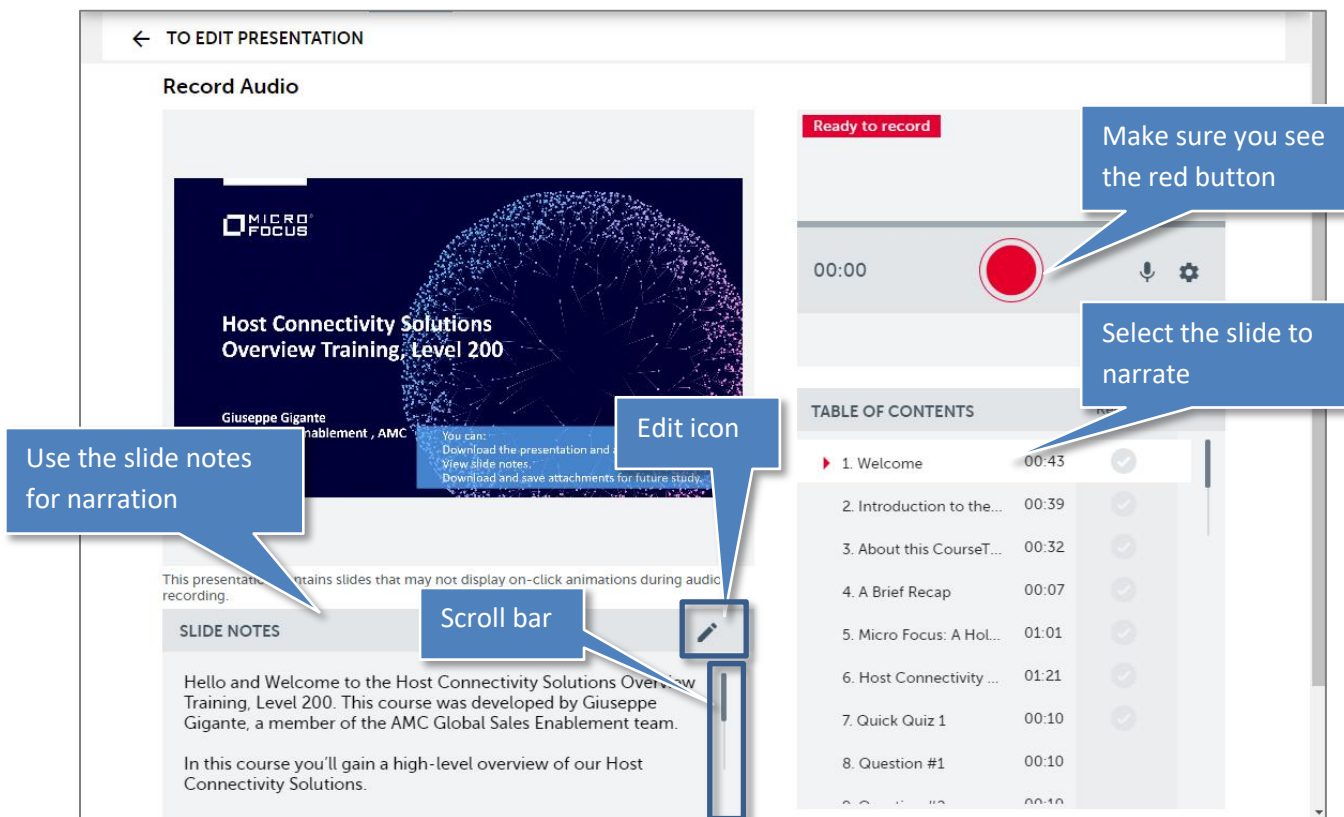 ← TO EDIT PRESENTATION
Record Audio
MICRO
FOCUS
Host Connectivity Solutions
Overview Training, Level 200
Giuseppe Gigante
, AMC
You can:
Download the presentation and
View slide notes.
Download and save attachments for future study.
Use the slide notes
for narration
Edit icon
This presentation contains slides that may not display on-click animations during audio
recording.
Scroll bar
SLIDE NOTES
Hello and Welcome to the Host Connectivity Solutions Overview
Training, Level 200. This course was developed by Giuseppe
Gigante, a member of the AMC Global Sales Enablement team.
In this course you'll gain a high-level overview of our Host
Connectivity Solutions.
Ready to record
Make sure you see
the red button
00:00
Select the slide to
narrate
TABLE OF CONTENTS
1. Welcome 00:43
2. Introduction to the... 00:39
3. About this CourseT... 00:32
4. A Brief Recap 00:07
5. Micro Focus: A Hol... 01:01
6. Host Connectivity ... 01:21
7. Quick Quiz 1 00:10
8. Question #1 00:10
00:10